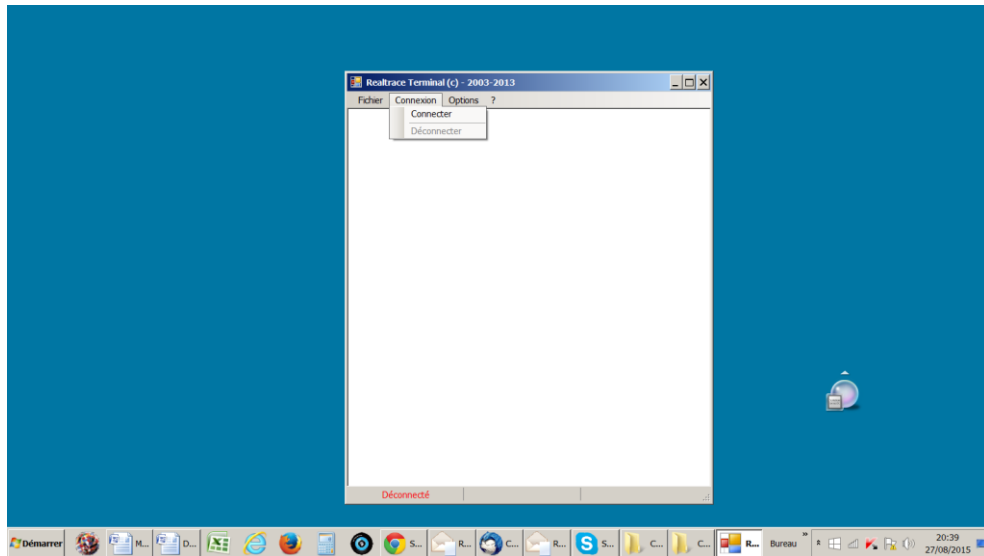 Realtrace Terminal (c) - 2003-2013
Fichier Connexion Options ?
Connecter
Déconnecter
Déconnecté
Démarrer M... D... S... R... C... R... S... C... C... R... Bureau » 20:39
27/08/2015